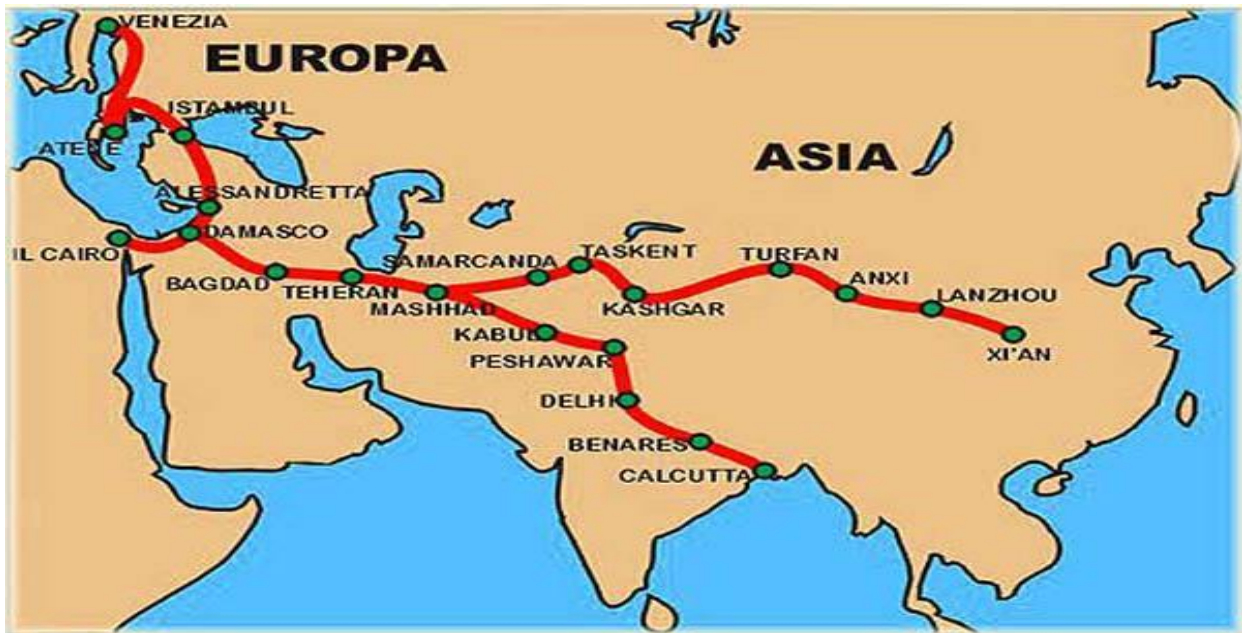 VENEZIA
EUROPA
ISTAMBUL
ATENE
ASIA
ALESSANDRETTA
DAMASCO
IL CAIRO
SAMARCANDA
TASKENT
TURFAN
BAGDAD
TEHERAN
ANXI
LANZHOU
MASHHAD
KASHGAR
KABUL
XI'AN
PESHAWAR
DELHI
BENARES
CALCUTTA